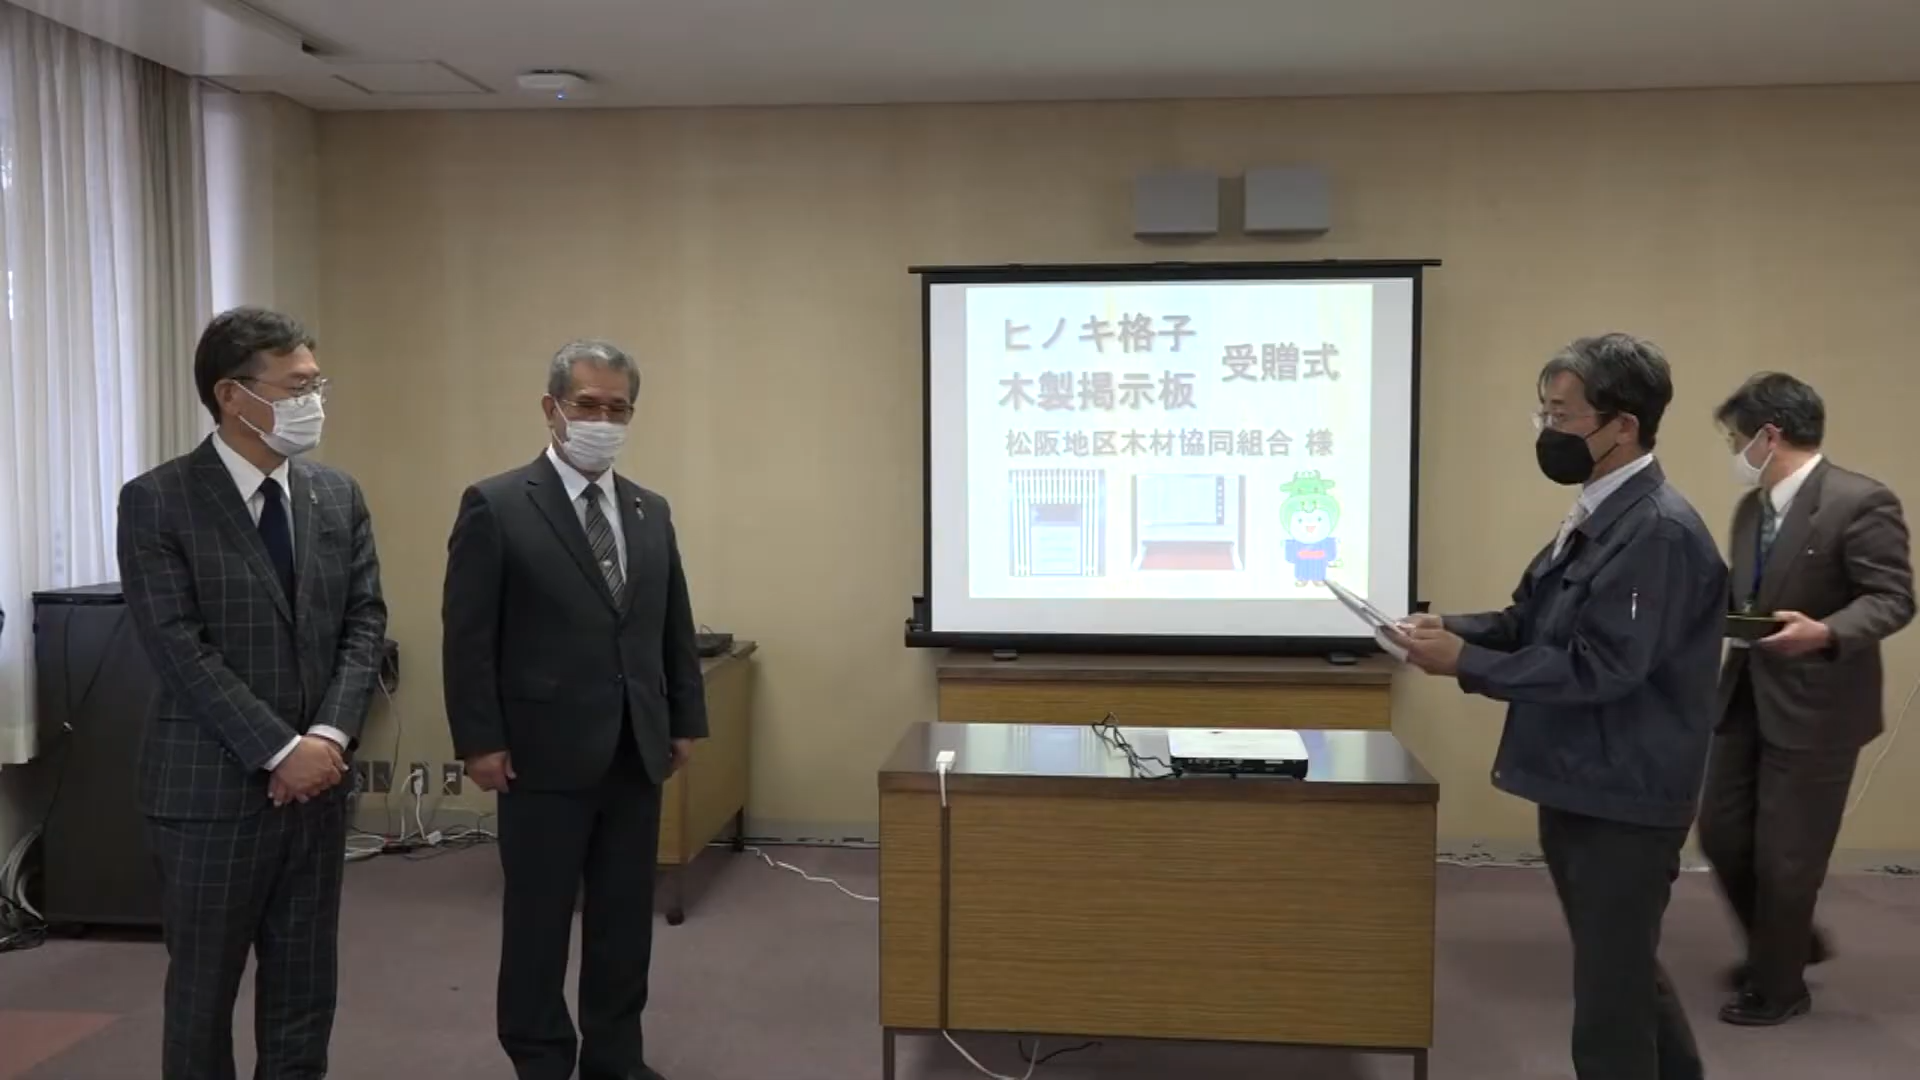 ヒノキ格子
木製掲示板
受贈式
松阪地区木材協同組合 様